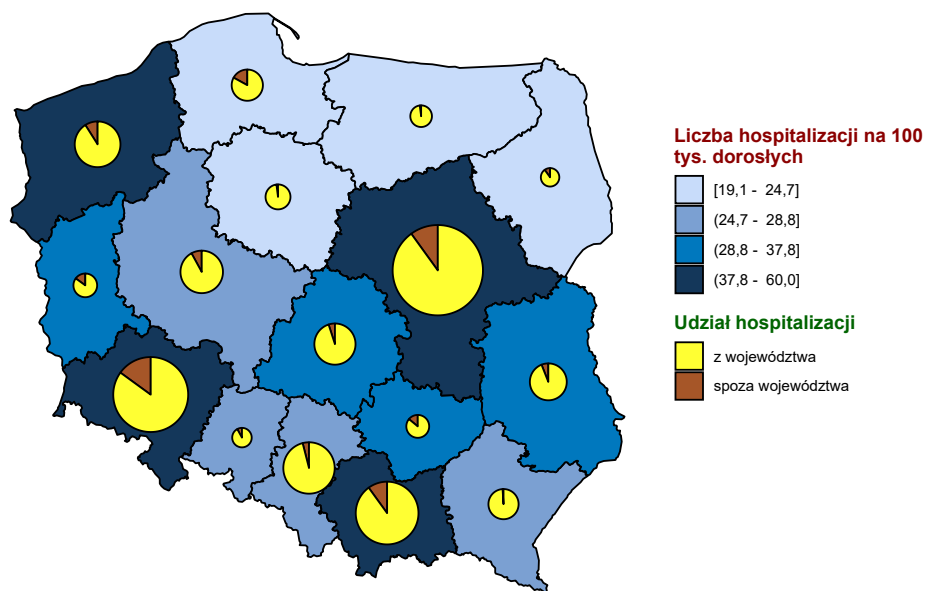 Liczba hospitalizacji na 100
tys. dorosłych
[19,1 - 24,7]
(24,7 - 28,8]
(28,8 - 37,8]
(37,8 - 60,0]
Udział hospitalizacji
z województwa
spoza województwa